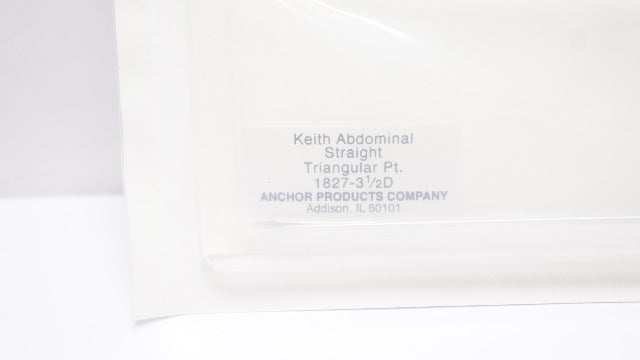 Keith Abdominal
Straight
Triangular Pt.
1827-3½D
ANCHOR PRODUCTS COMPANY
Addison, IL 60101